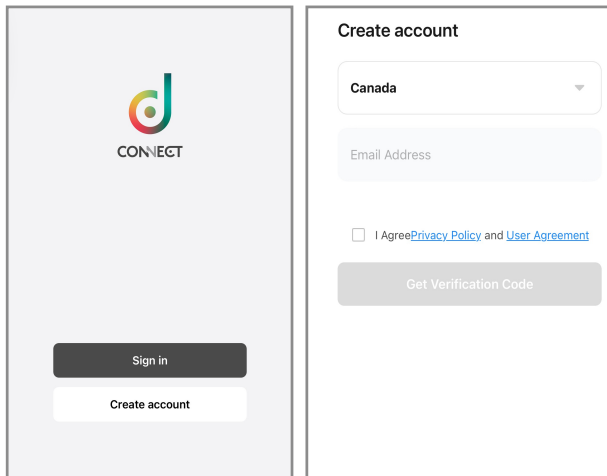 CONNECT
Sign in
Create account
Create account
Canada
Email Address
I AgreePrivacy Policy and User Agreement
Get Verification Code